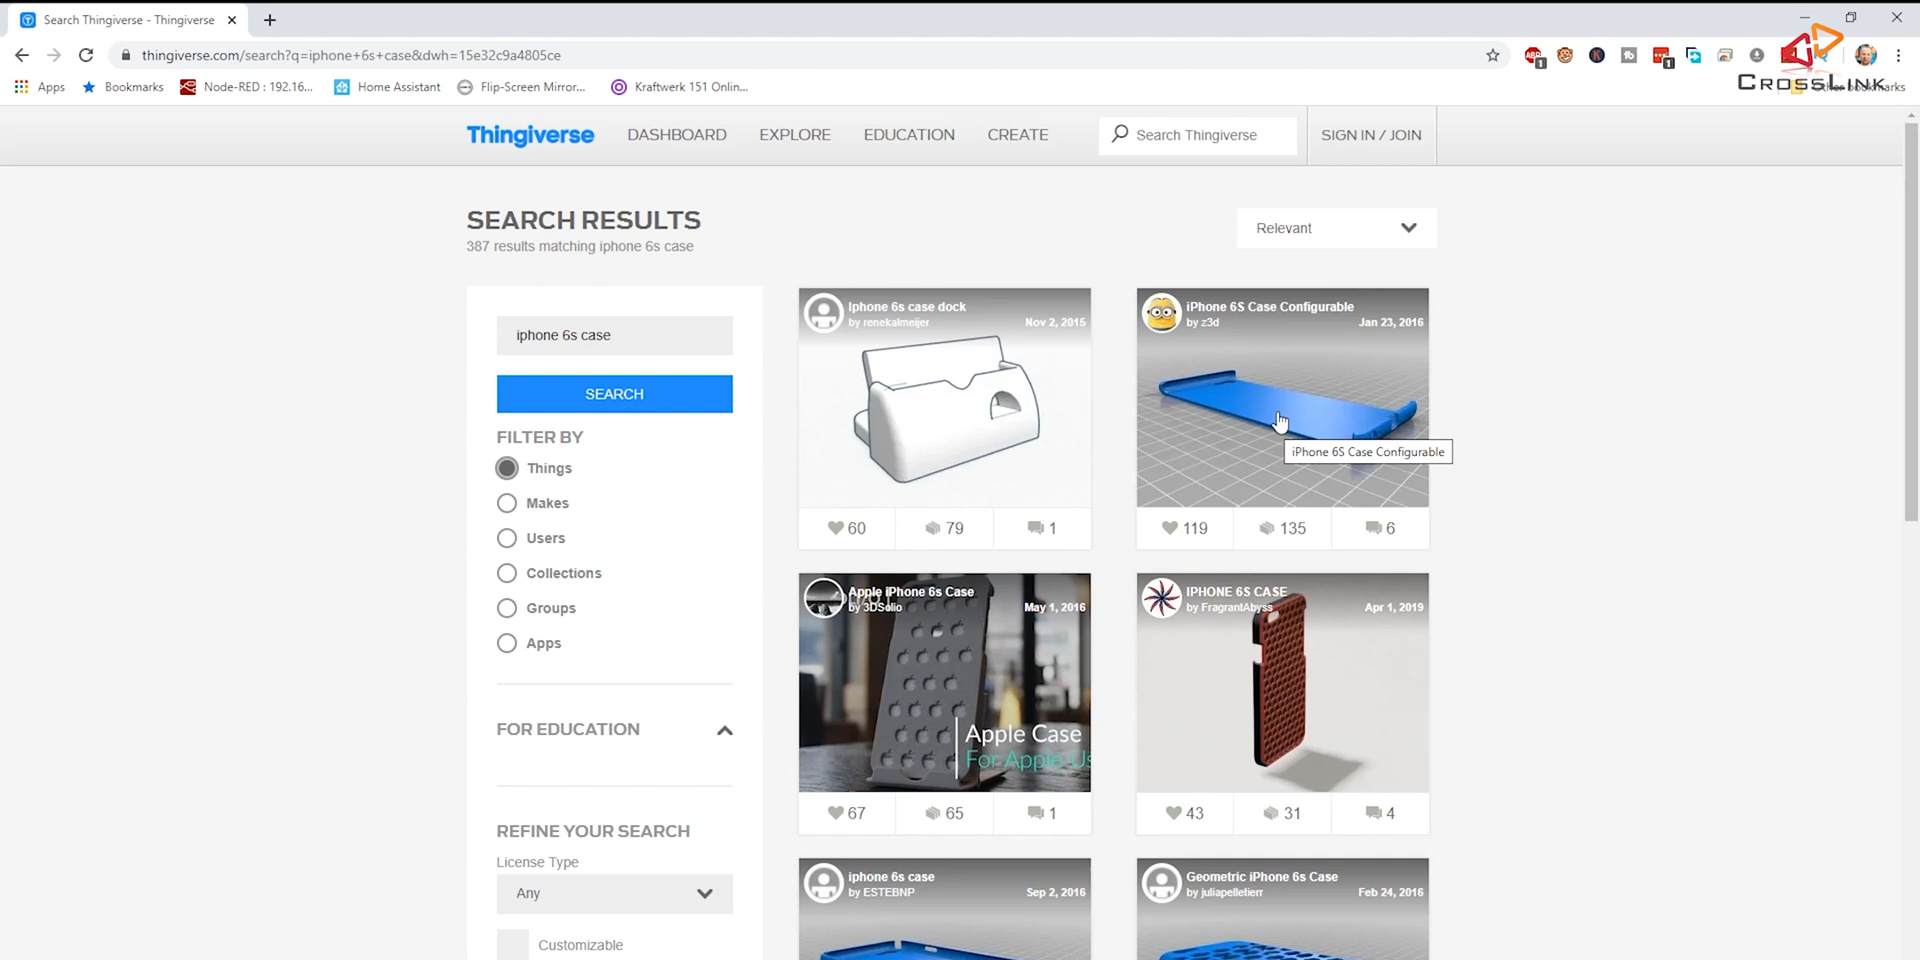 Search Thingiverse - Thingiverse
thingiverse.com/search?q=iphone+6s+case&dwh=15e32c9a4805ce
ABP
1
1
Apps
Bookmarks
Node-RED : 192.16...
Home Assistant
Flip-Screen Mirror...
Kraftwerk 151 Onlin...
CROSSLINK
Other bookmarks
Thingiverse
DASHBOARD
EXPLORE
EDUCATION
CREATE
Search Thingiverse
SIGN IN / JOIN
SEARCH RESULTS
387 results matching iphone 6s case
Relevant
iphone 6s case
SEARCH
FILTER BY
Things
Makes
Users
Collections
Groups
Apps
FOR EDUCATION
REFINE YOUR SEARCH
License Type
Any
Customizable
Iphone 6s case dock
by renekalmeijer
Nov 2, 2015
60
79
1
iPhone 6S Case Configurable
by z3d
Jan 23, 2016
iPhone 6S Case Configurable
119
135
6
Apple iPhone 6s Case
by 3DSolio
May 1, 2016
Apple Case
For Apple Us
67
65
1
IPHONE 6S CASE
by FragrantAbyss
Apr 1, 2019
43
31
4
iphone 6s case
by ESTEBNP
Sep 2, 2016
Geometric iPhone 6s Case
by juliapelletierr
Feb 24, 2016